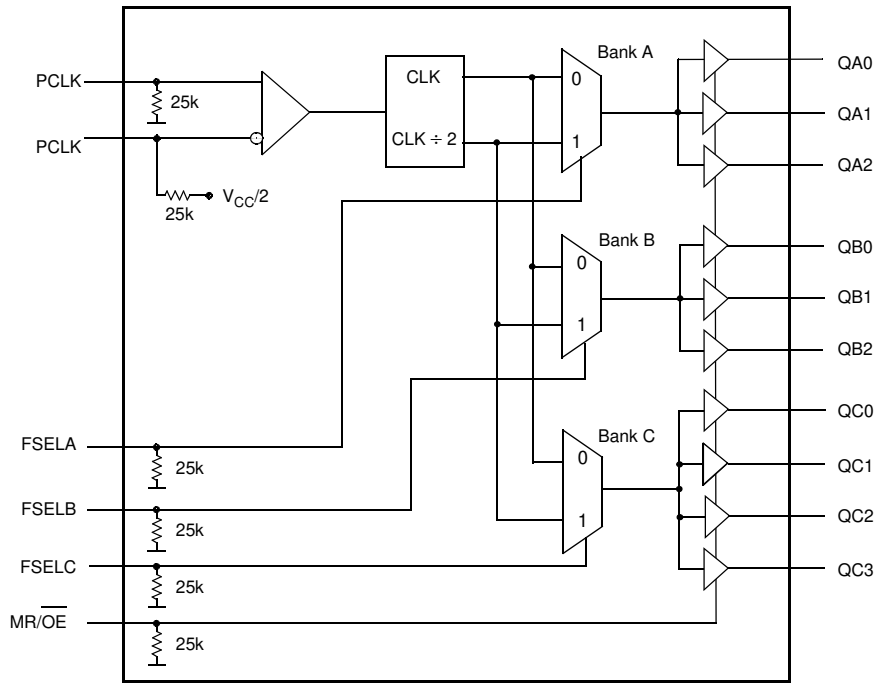 Bank A
QA0
PCLK
CLK
0
25k
QA1
PCLK
CLK ÷ 2
1
QA2
VCC/2
25k
Bank B
QB0
0
QB1
1
QB2
QC0
FSELA
Bank C
0
25k
QC1
FSELB
1
QC2
25k
FSELC
QC3
25k
MR/OE
25k